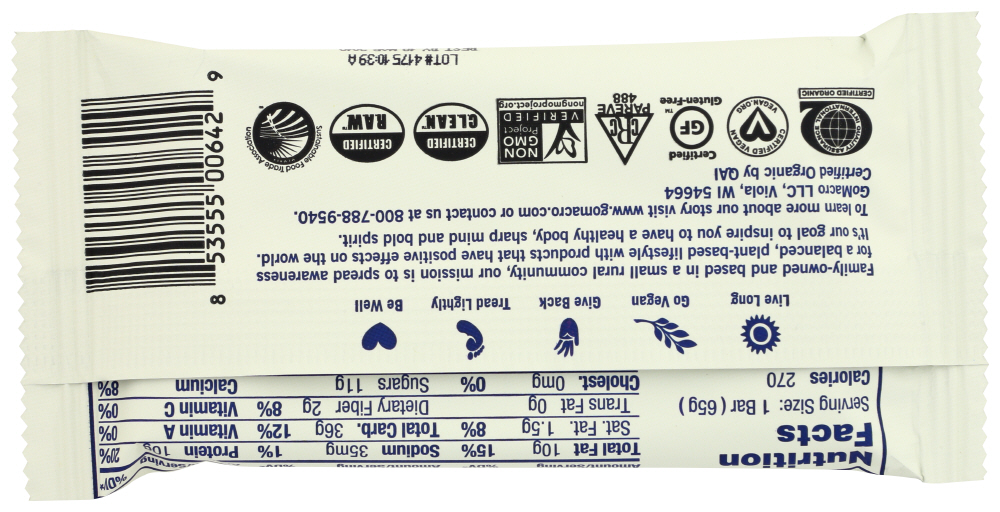 Nutrition
Facts
Serving Size: 1 Bar ( 65g )
Calories 270
Amount/serving %DV* Amount/serving %DV* Amount/serving %DV*
Total Fat 10g 15% Sodium 35mg 1% Protein 10g 20%
Sat. Fat. 1.5g 8% Total Carb. 36g 12% Vitamin A 0%
Trans Fat 0g Dietary Fiber 2g 8% Vitamin C 0%
Cholest. 0mg 0% Sugars 11g Calcium 8%
Live Long Go Vegan Give Back Tread Lightly Be Well
Family-owned and based in a small rural community, our mission is to spread awareness
for a balanced, plant-based lifestyle with products that have positive effects on the world.
It's our goal to inspire you to have a healthy body, sharp mind and bold spirit.
To learn more about our story visit www.gomacro.com or contact us at 800-788-9540.
GoMacro LLC, Viola, WI 54664
Certified Organic by QAI
QUALITY ASSURANCE INTERNATIONAL
CERTIFIED ORGANIC
CERTIFIED VEGAN
VEGAN.ORG
Certified
GF
Gluten-Free™
CRC
PAREVE
488
NON
GMO
Project
VERIFIED
nongmoproject.org
CERTIFIED
CLEAN™
CERTIFIED
RAW™
Sustainable Food Trade Association
8 53555 00642 9
LOT# 4175 10:39 A